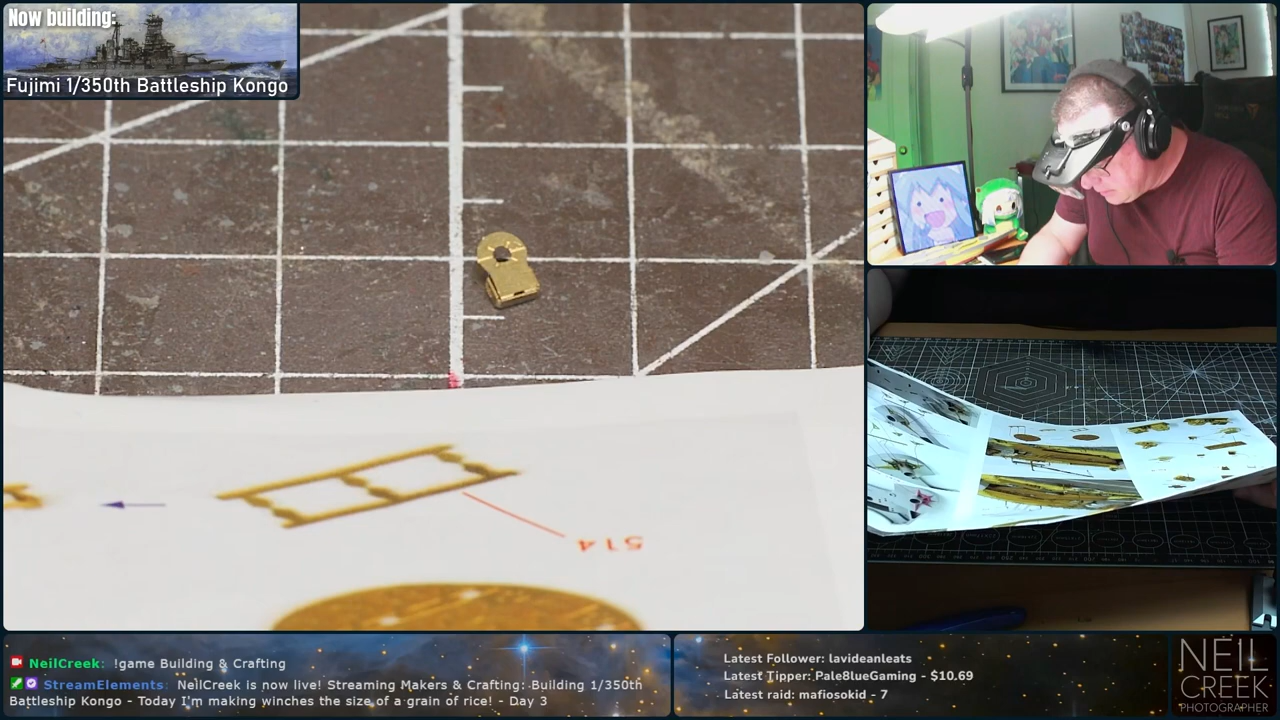 Now building:
Fujimi 1/350th Battleship Kongo
514
NeilCreek: !game Building & Crafting
StreamElements: NeilCreek is now live! Streaming Makers & Crafting: Building 1/350th
Battleship Kongo - Today I'm making winches the size of a grain of rice! - Day 3
Latest Follower: lavideanleats
Latest Tipper: Pale8lueGaming - $10.69
Latest raid: mafiosokid - 7
NEIL
CREEK
PHOTOGRAPHER